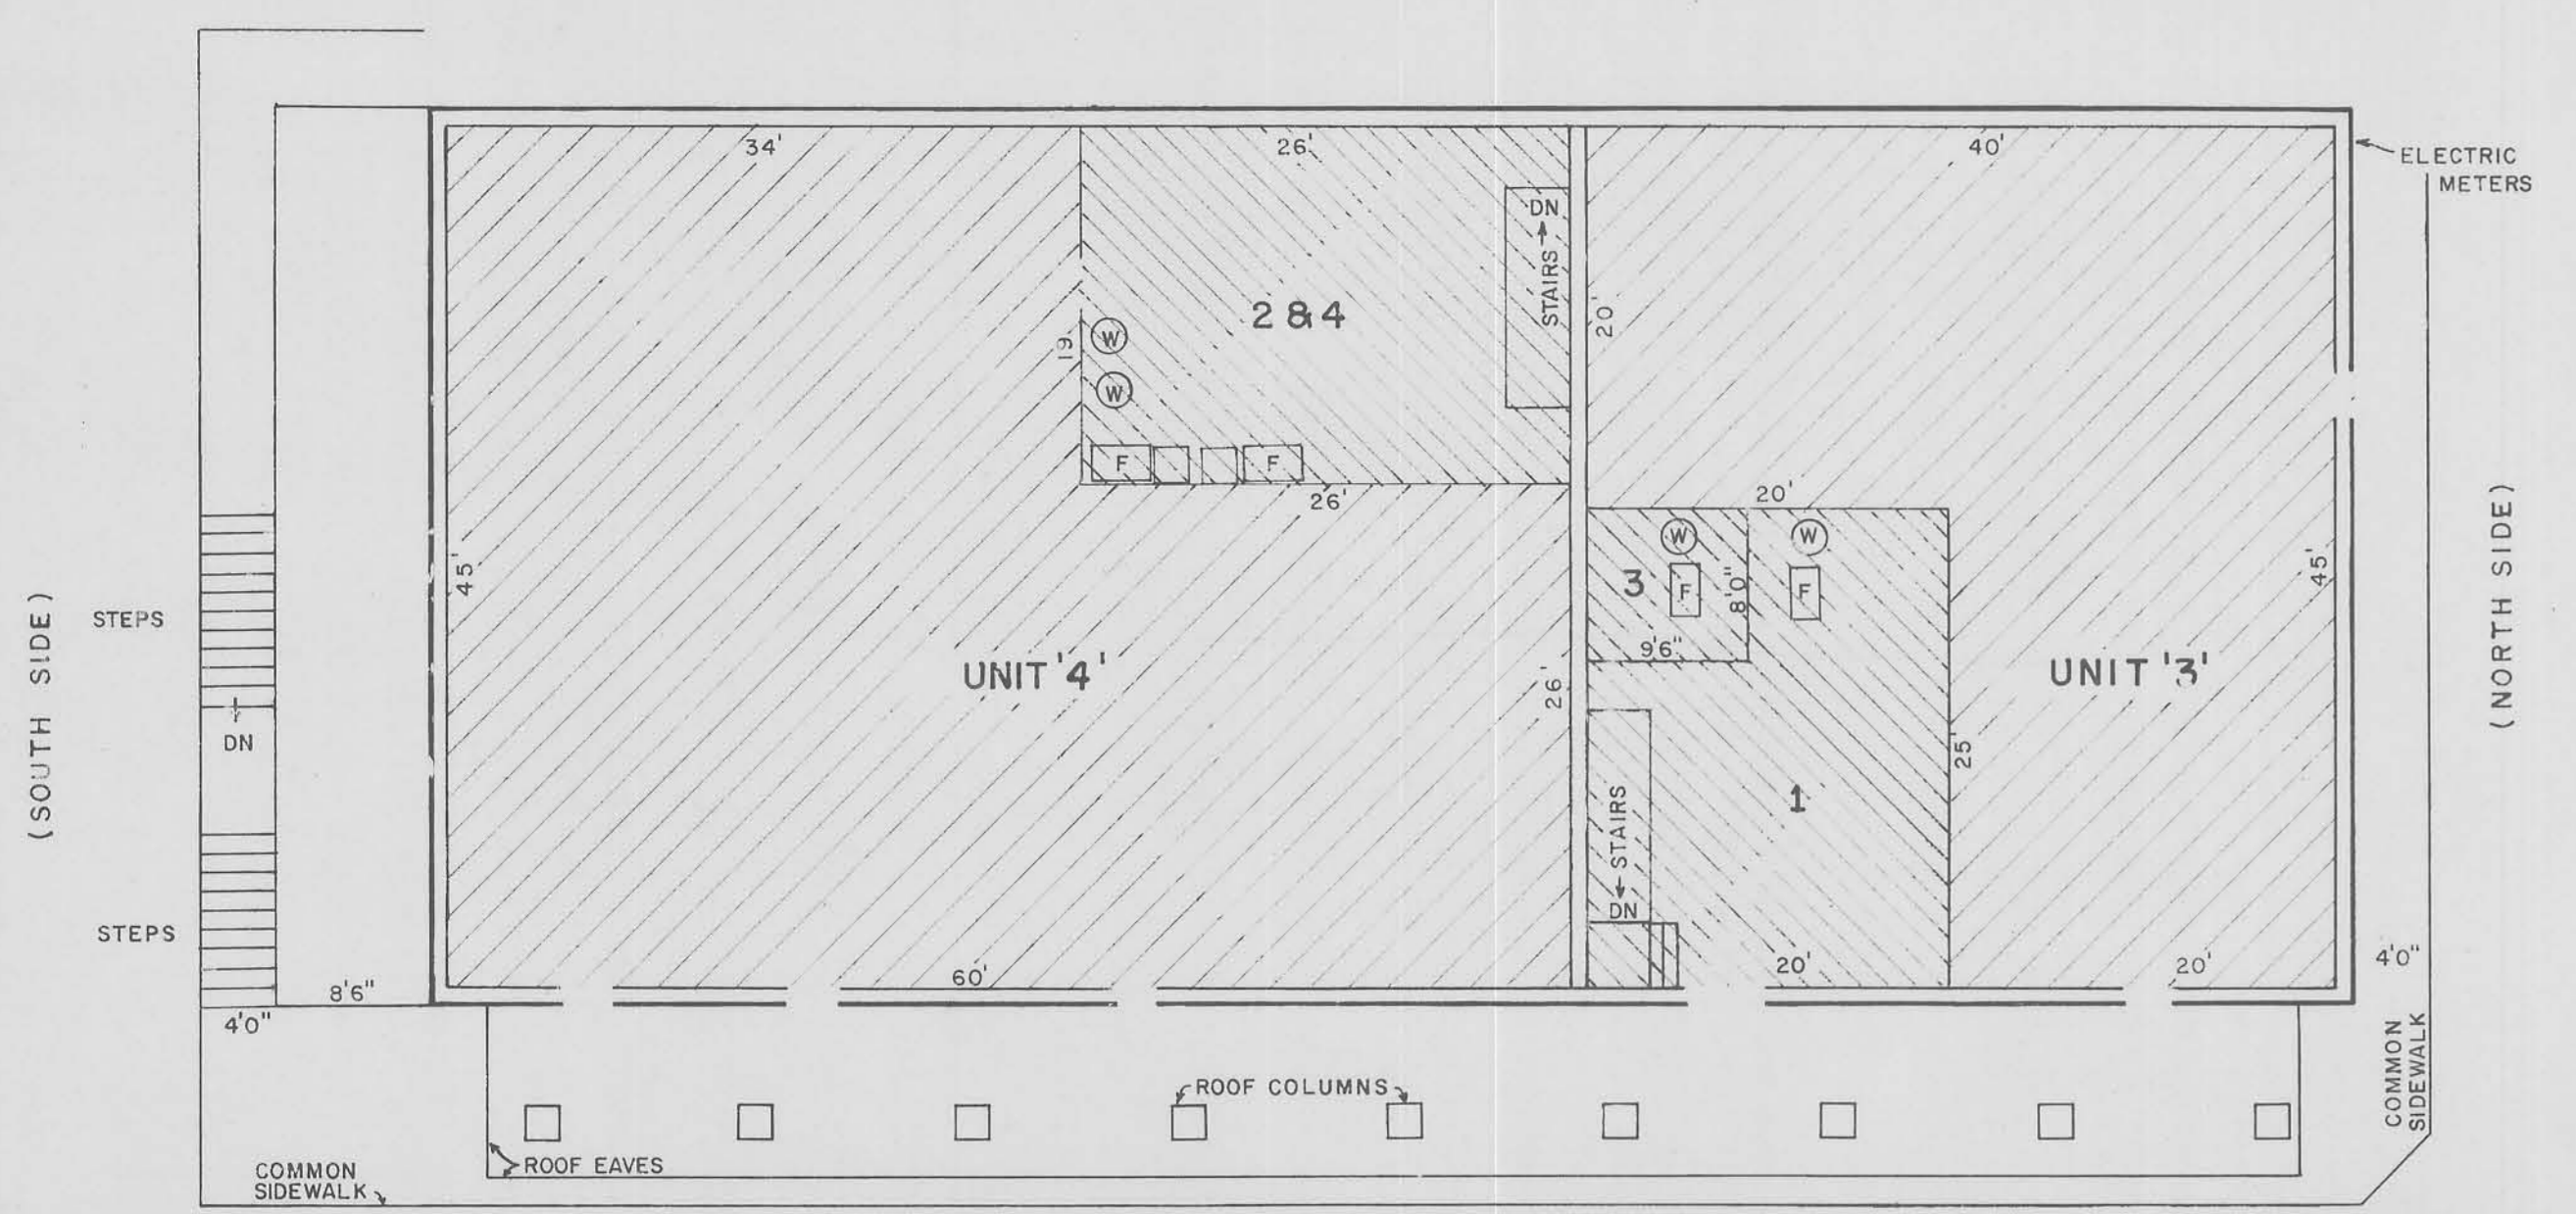 34'
26'
40'
ELECTRIC
METERS
DN
STAIRS
2 & 4
20'
19
W
W
F
F
26'
20'
W
W
3
F
8'0"
F
9'6"
45'
45'
(SOUTH SIDE)
(NORTH SIDE)
STEPS
UNIT '4'
26'
UNIT '3'
DN
25'
1
STAIRS
DN
STEPS
8'6"
60'
20'
20'
4'0"
4'0"
ROOF COLUMNS
COMMON
SIDEWALK
ROOF EAVES
COMMON
SIDEWALK